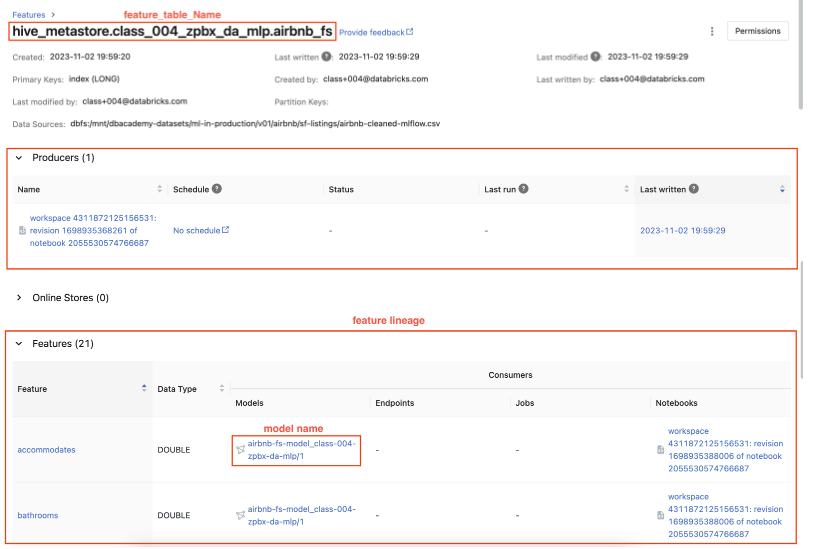 Features >
feature_table_Name
hive_metastore.class_004_zpbx_da_mlp.airbnb_fs
Provide feedback
Permissions
Created: 2023-11-02 19:59:20
Last written ?: 2023-11-02 19:59:29
Last modified ?: 2023-11-02 19:59:29
Primary Keys: index (LONG)
Created by: class+004@databricks.com
Last written by: class+004@databricks.com
Last modified by: class+004@databricks.com
Partition Keys:
Data Sources: dbfs:/mnt/dbacademy-datasets/ml-in-production/v01/airbnb/sf-listings/airbnb-cleaned-mlflow.csv
Producers (1)
Name
Schedule ?
Status
Last run ?
Last written ?
workspace 4311872125156531:
revision 1698935368261 of
notebook 2055530574766687
No schedule
-
-
2023-11-02 19:59:29
Online Stores (0)
feature lineage
Features (21)
Feature
Data Type
Consumers
Models
Endpoints
Jobs
Notebooks
model name
accommodates
DOUBLE
airbnb-fs-model_class-004-
zpbx-da-mlp/1
-
-
workspace
4311872125156531: revision
1698935388006 of notebook
2055530574766687
bathrooms
DOUBLE
airbnb-fs-model_class-004-
zpbx-da-mlp/1
-
-
workspace
4311872125156531: revision
1698935388006 of notebook
2055530574766687